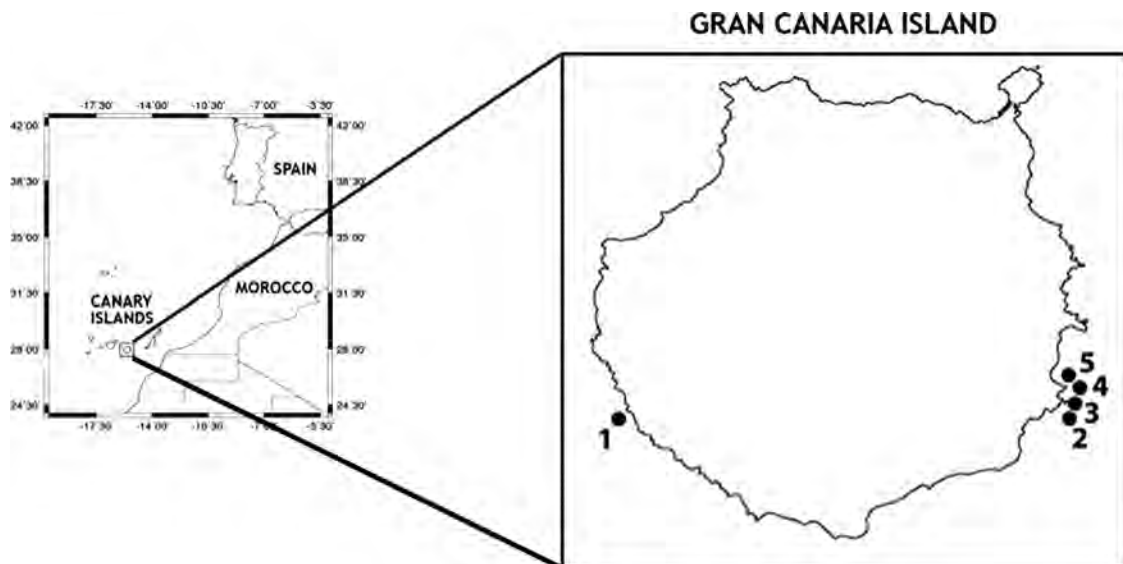 GRAN CANARIA ISLAND
-17'30 -14'00 -10'30 -7'00 -3'30
42'00' 42'00'
SPAIN
38'30' 38'30'
35'00' 35'00'
MOROCCO
31'30' 31'30'
CANARY
ISLANDS
28'00' 28'00'
24'30' 24'30'
-17'30 -14'00 -10'30 -7'00
5
4
3
2
1